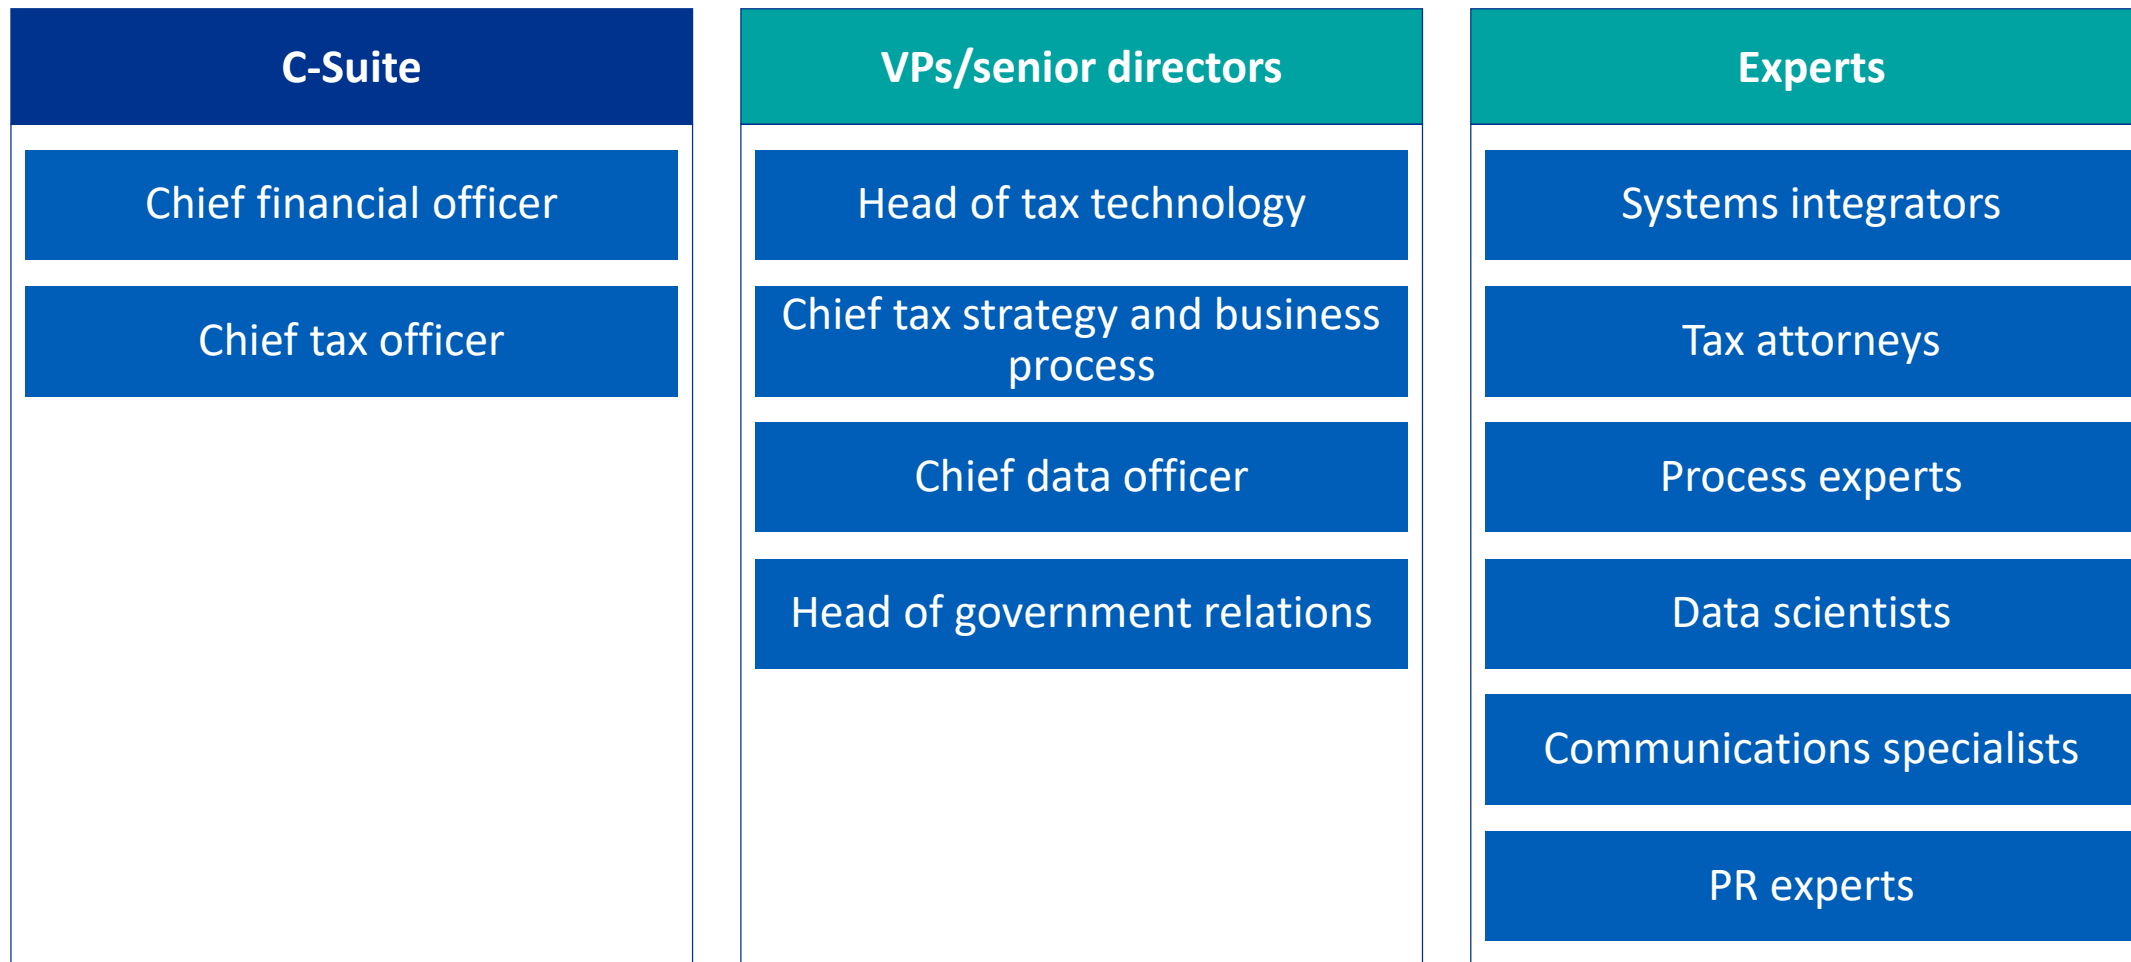 C-Suite
Chief financial officer
Chief tax officer
VPs/senior directors
Head of tax technology
Chief tax strategy and business
process
Chief data officer
Head of government relations
Experts
Systems integrators
Tax attorneys
Process experts
Data scientists
Communications specialists
PR experts